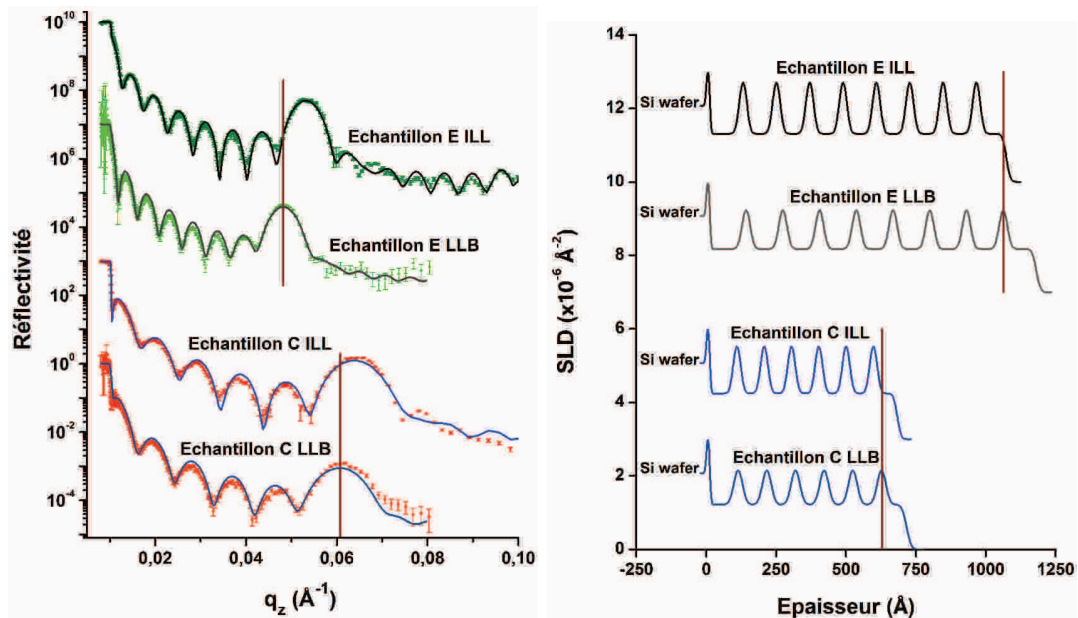 10^10
10^8
10^6
10^4
10^2
10^0
10^-2
10^-4
Réflectivité
Echantillon E ILL
Echantillon E LLB
Echantillon C ILL
Echantillon C LLB
0,02 0,04 0,06 0,08 0,10
q_z (Å^-1)
14
12
10
8
6
4
2
0
SLD (x10^-6 Å^-2)
Echantillon E ILL
Si wafer
Echantillon E LLB
Si wafer
Echantillon C ILL
Si wafer
Echantillon C LLB
Si wafer
-250 0 250 500 750 1000 1250
Epaisseur (Å)